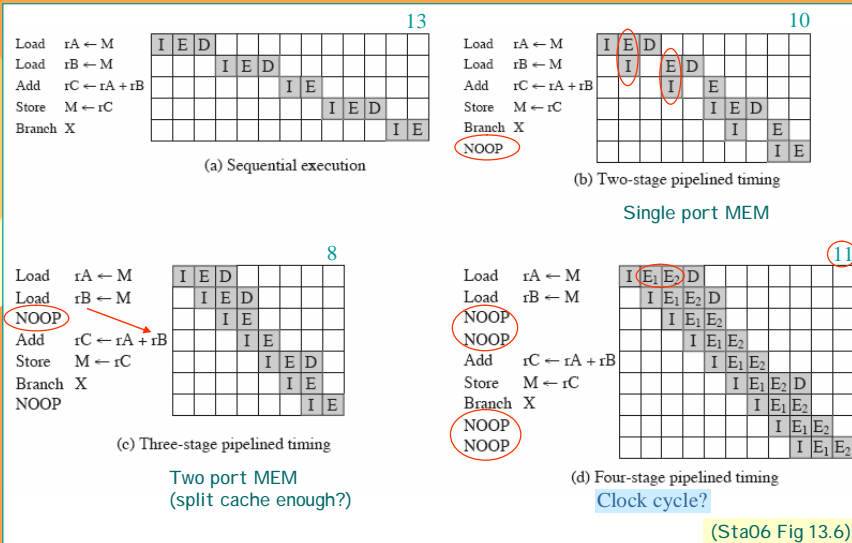 13
Load rA ← M I E D
Load rB ← M I E D
Add rC ← rA + rB I E
Store M ← rC I E D
Branch X I E
(a) Sequential execution
10
Load rA ← M I E D
Load rB ← M I E D
Add rC ← rA + rB I E
Store M ← rC I E D
Branch X I E
NOOP I E
(b) Two-stage pipelined timing
Single port MEM
8
Load rA ← M I E D
Load rB ← M I E D
NOOP I E
Add rC ← rA + rB I E
Store M ← rC I E D
Branch X I E
NOOP I E
(c) Three-stage pipelined timing
Two port MEM
(split cache enough?)
11
Load rA ← M I E₁ E₂ D
Load rB ← M I E₁ E₂ D
NOOP I E₁ E₂
NOOP I E₁ E₂
Add rC ← rA + rB I E₁ E₂
Store M ← rC I E₁ E₂ D
Branch X I E₁ E₂
NOOP I E₁ E₂
NOOP I E₁ E₂
(d) Four-stage pipelined timing
Clock cycle?
(Sta06 Fig 13.6)